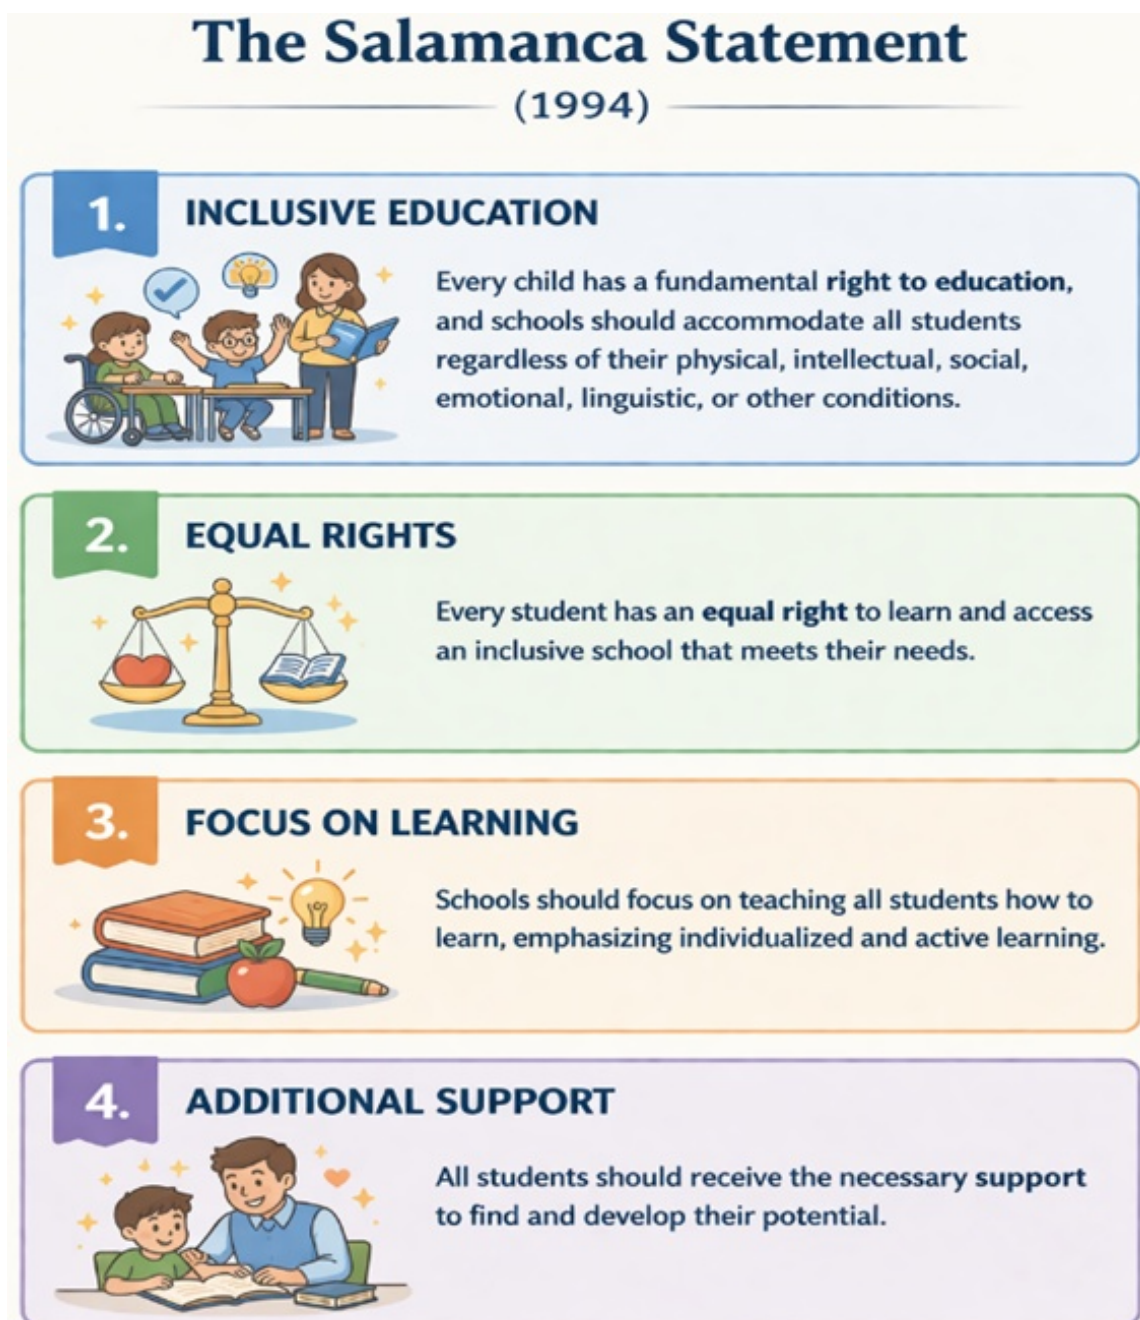 The Salamanca Statement
(1994)
1.
INCLUSIVE EDUCATION
Every child has a fundamental right to education,
and schools should accommodate all students
regardless of their physical, intellectual, social,
emotional, linguistic, or other conditions.
2.
EQUAL RIGHTS
Every student has an equal right to learn and access
an inclusive school that meets their needs.
3.
FOCUS ON LEARNING
Schools should focus on teaching all students how to
learn, emphasizing individualized and active learning.
4.
ADDITIONAL SUPPORT
All students should receive the necessary support
to find and develop their potential.